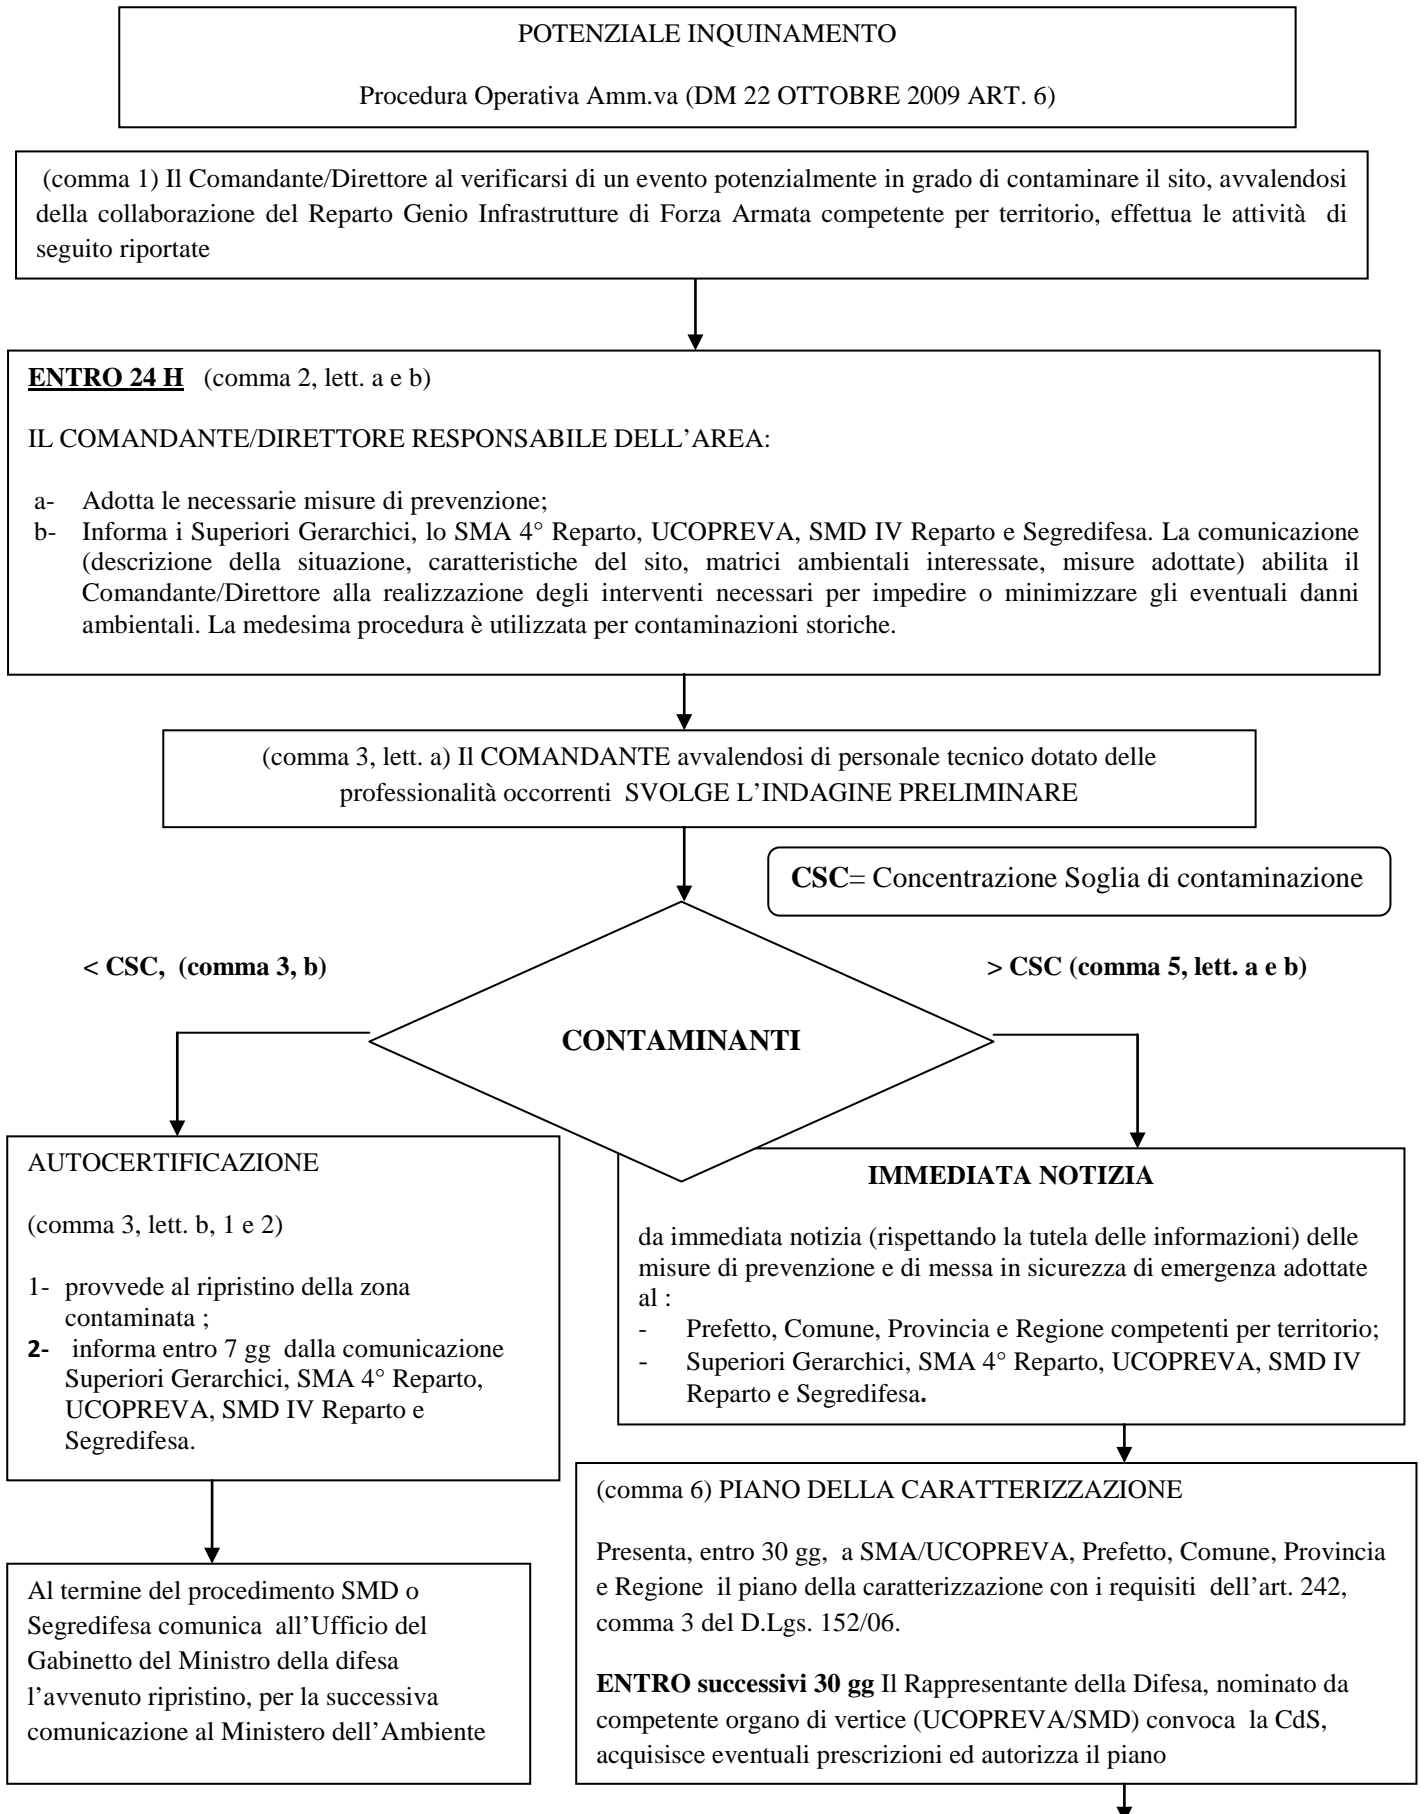 POTENZIALE INQUINAMENTO
Procedura Operativa Amm.va (DM 22 OTTOBRE 2009 ART. 6)
(comma 1) Il Comandante/Direttore al verificarsi di un evento potenzialmente in grado di contaminare il sito, avvalendosi
della collaborazione del Reparto Genio Infrastrutture di Forza Armata competente per territorio, effettua le attività di
seguito riportate
ENTRO 24 H (comma 2, lett. a e b)
IL COMANDANTE/DIRETTORE RESPONSABILE DELL’AREA:
a- Adotta le necessarie misure di prevenzione;
b- Informa i Superiori Gerarchici, lo SMA 4° Reparto, UCOPREVA, SMD IV Reparto e Segredifesa. La comunicazione
(descrizione della situazione, caratteristiche del sito, matrici ambientali interessate, misure adottate) abilita il
Comandante/Direttore alla realizzazione degli interventi necessari per impedire o minimizzare gli eventuali danni
ambientali. La medesima procedura è utilizzata per contaminazioni storiche.
(comma 3, lett. a) Il COMANDANTE avvalendosi di personale tecnico dotato delle
professionalità occorrenti SVOLGE L’INDAGINE PRELIMINARE
CSC= Concentrazione Soglia di contaminazione
< CSC, (comma 3, b)
> CSC (comma 5, lett. a e b)
CONTAMINANTI
AUTOCERTIFICAZIONE
(comma 3, lett. b, 1 e 2)
1- provvede al ripristino della zona
contaminata ;
2- informa entro 7 gg dalla comunicazione
Superiori Gerarchici, SMA 4° Reparto,
UCOPREVA, SMD IV Reparto e
Segredifesa.
Al termine del procedimento SMD o
Segredifesa comunica all’Ufficio del
Gabinetto del Ministro della difesa
l’avvenuto ripristino, per la successiva
comunicazione al Ministero dell’Ambiente
IMMEDIATA NOTIZIA
da immediata notizia (rispettando la tutela delle informazioni) delle
misure di prevenzione e di messa in sicurezza di emergenza adottate
al :
- Prefetto, Comune, Provincia e Regione competenti per territorio;
- Superiori Gerarchici, SMA 4° Reparto, UCOPREVA, SMD IV
Reparto e Segredifesa.
(comma 6) PIANO DELLA CARATTERIZZAZIONE
Presenta, entro 30 gg, a SMA/UCOPREVA, Prefetto, Comune, Provincia
e Regione il piano della caratterizzazione con i requisiti dell’art. 242,
comma 3 del D.Lgs. 152/06.
ENTRO successivi 30 gg Il Rappresentante della Difesa, nominato da
competente organo di vertice (UCOPREVA/SMD) convoca la CdS,
acquisisce eventuali prescrizioni ed autorizza il piano